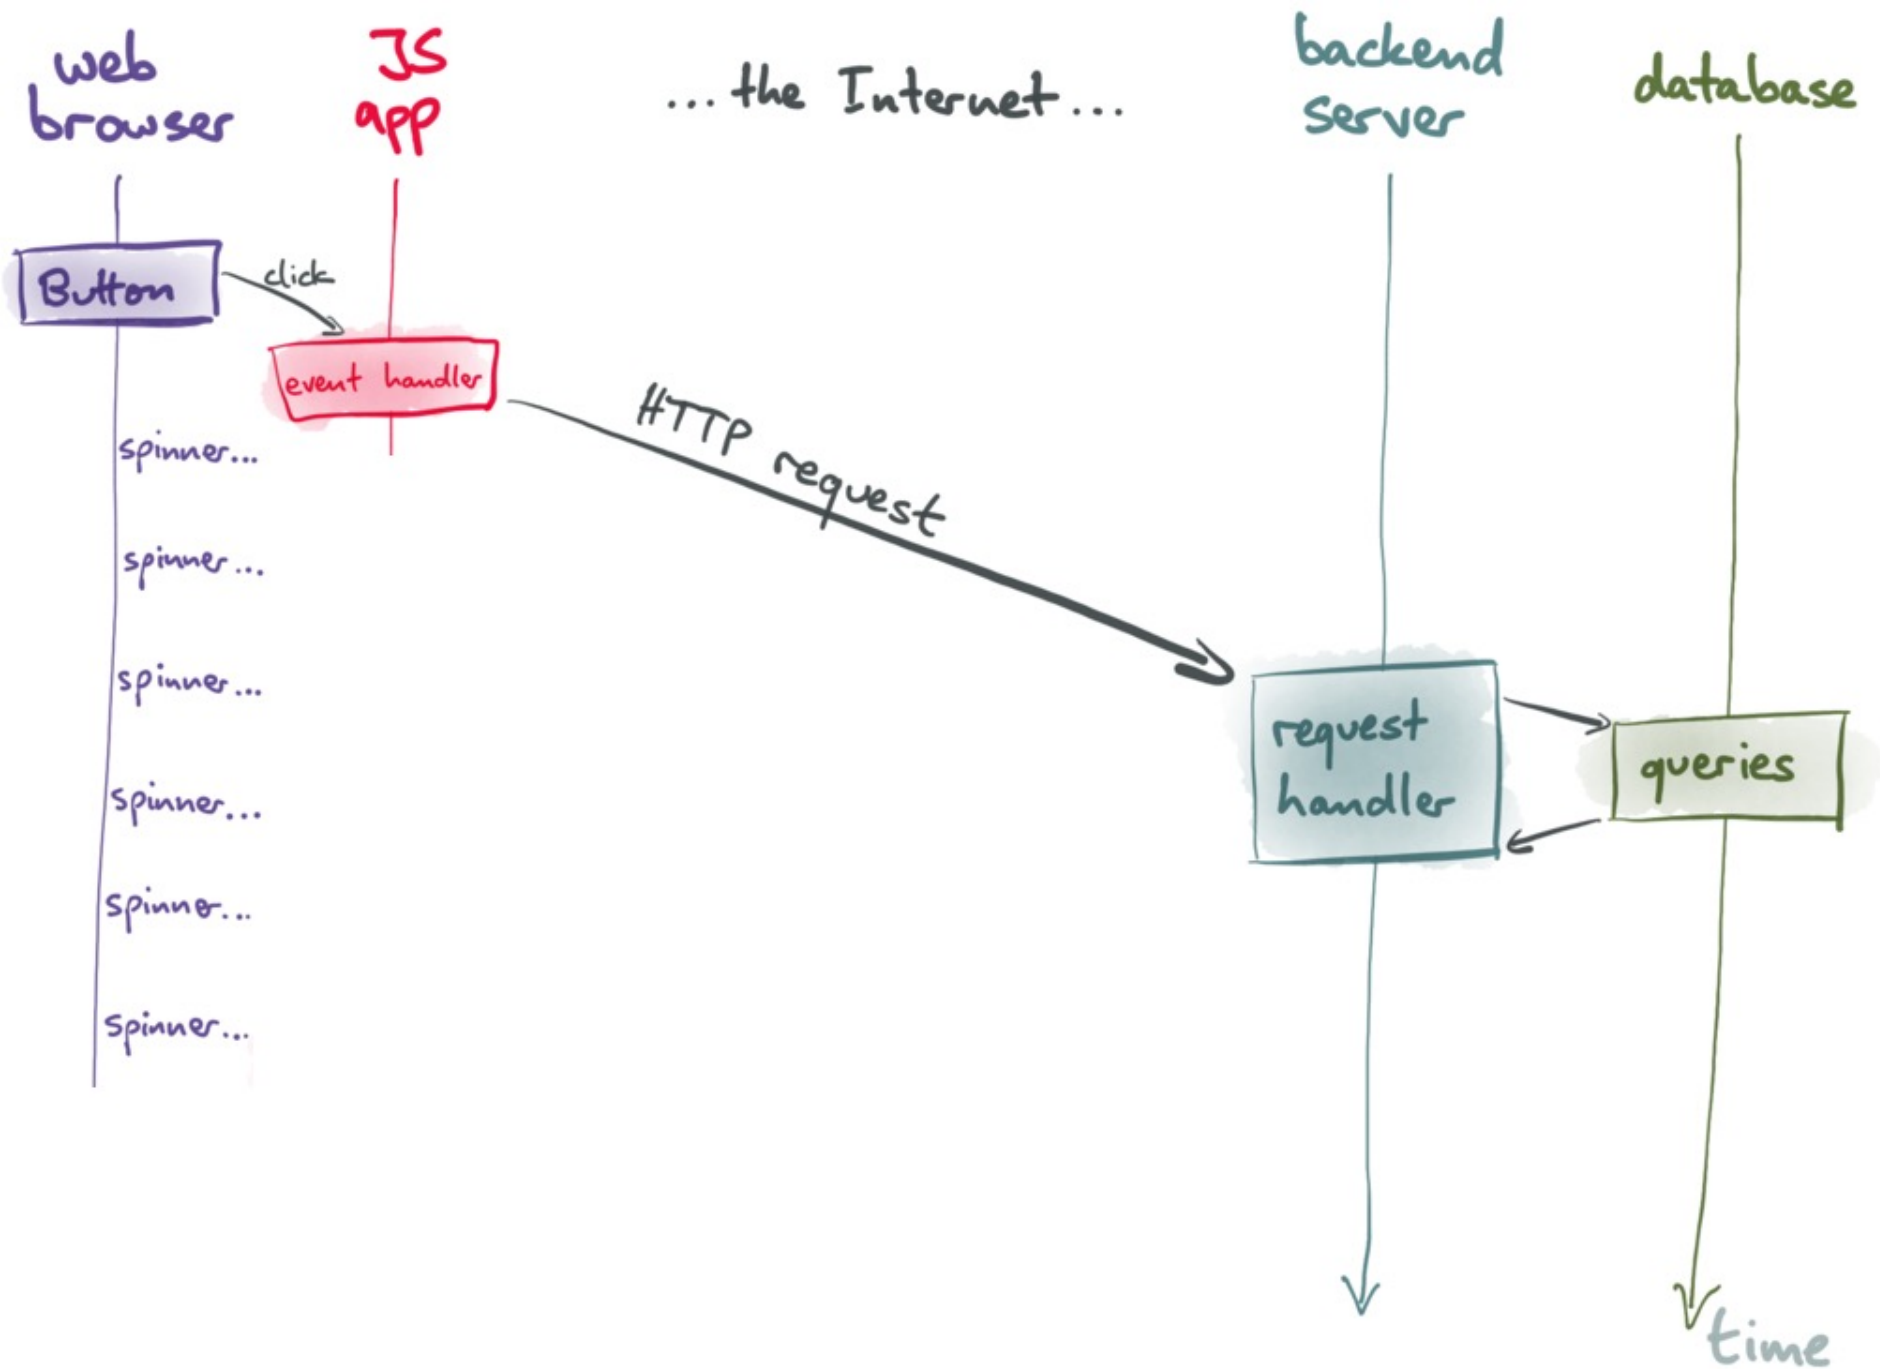 web
browser
JS
app
...the Internet...
backend
server
database
Button
click
event handler
HTTP request
spinner...
spinner...
spinner...
request
handler
queries
spinner...
spinner...
spinner...
time